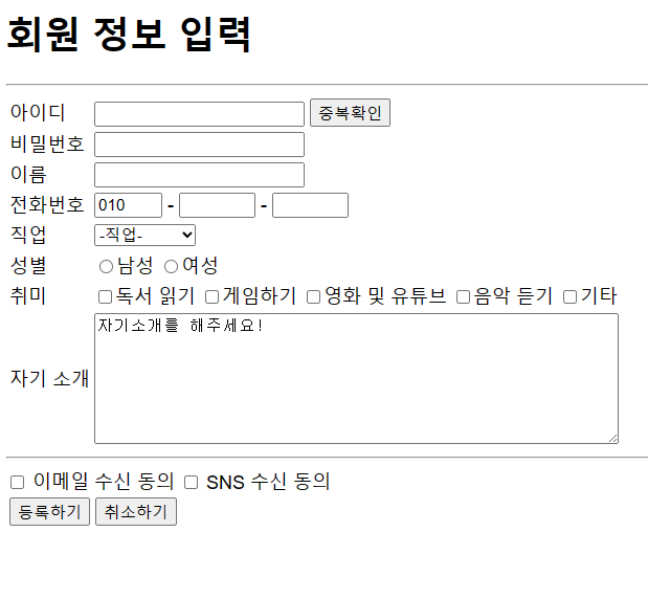 회원 정보 입력
아이디 중복확인
비밀번호
이름
전화번호 010 - -
직업 -직업-
성별 남성 여성
취미 독서 읽기 게임하기 영화 및 유튜브 음악 듣기 기타
자기소개를 해주세요!
자기 소개
이메일 수신 동의 SNS 수신 동의
등록하기 취소하기